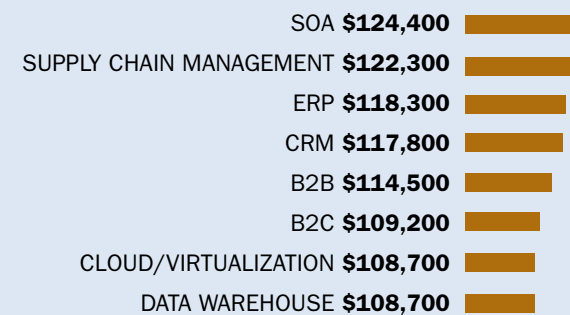 SOA $124,400
SUPPLY CHAIN MANAGEMENT $122,300
ERP $118,300
CRM $117,800
B2B $114,500
B2C $109,200
CLOUD/VIRTUALIZATION $108,700
DATA WAREHOUSE $108,700